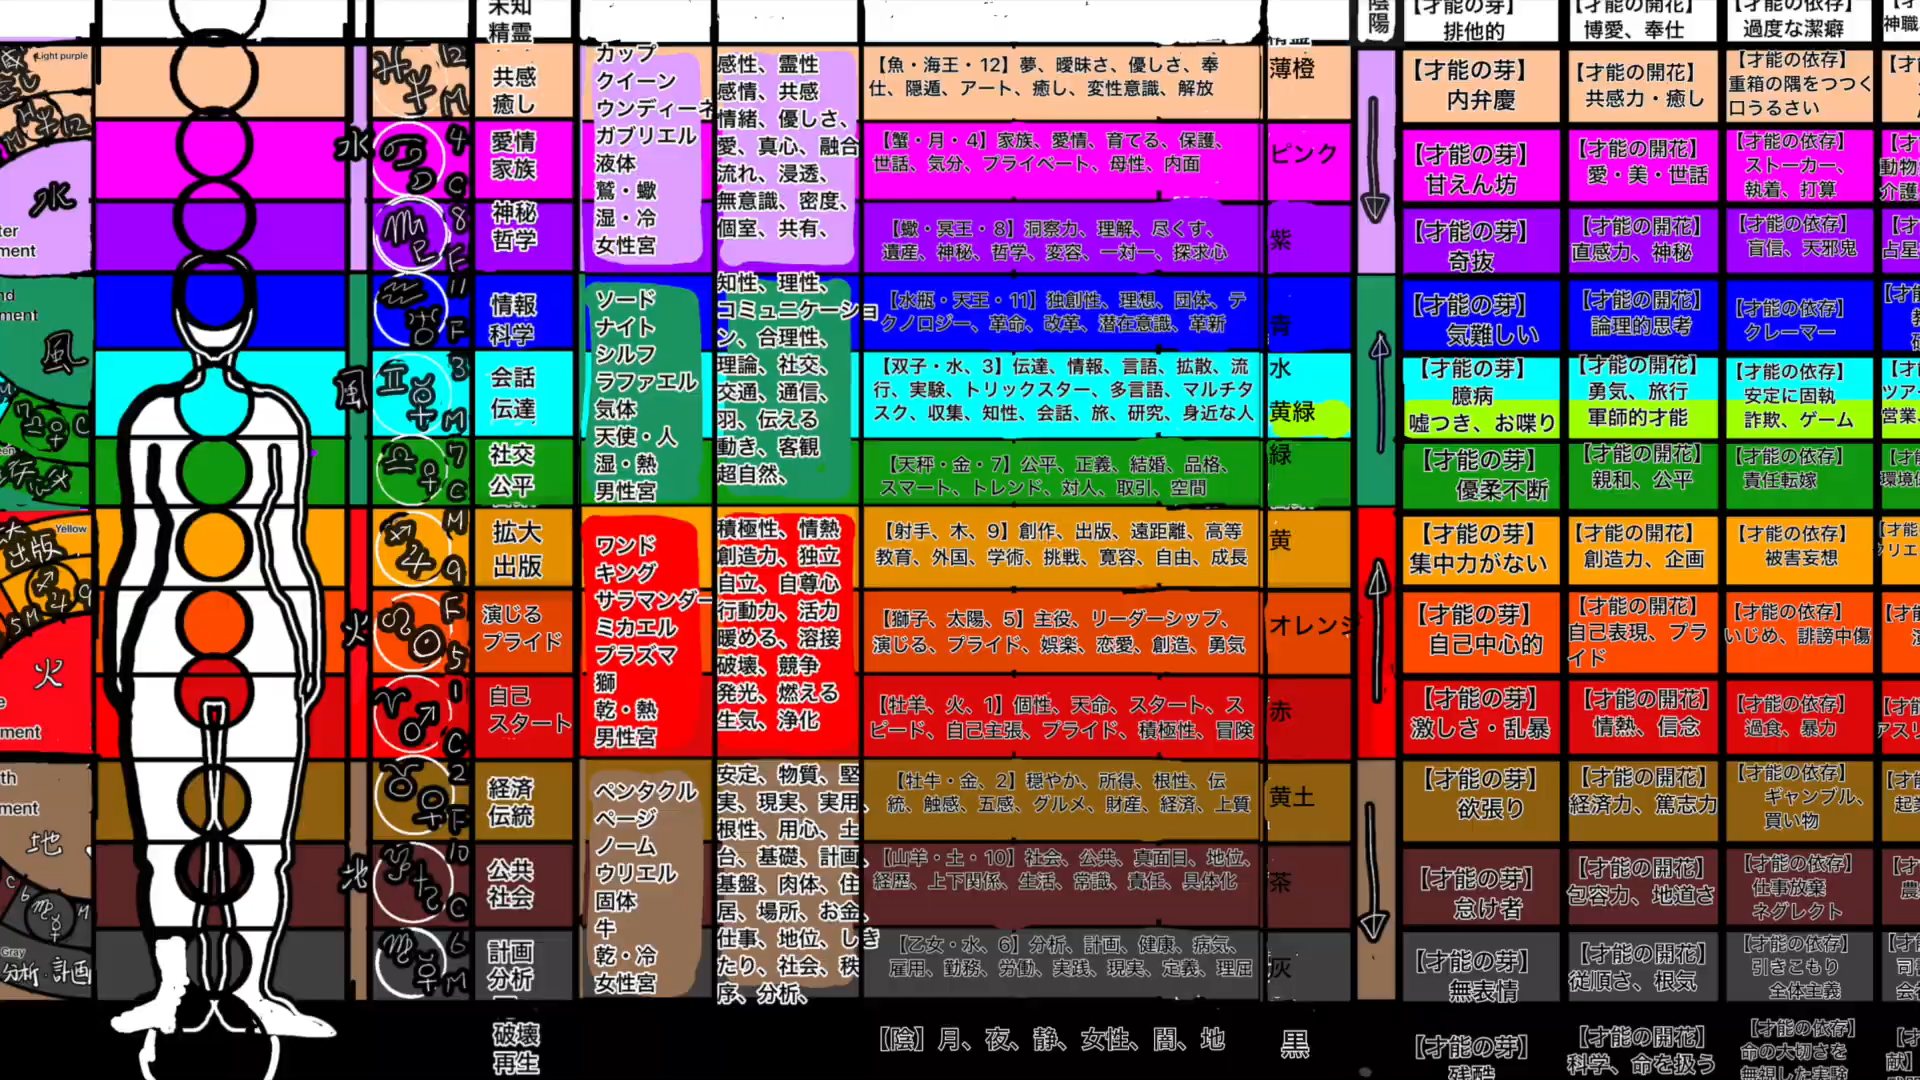 未知
精霊
陰陽
【才能の芽】
排他的
【才能の開花】
博愛、奉仕
【才能の依存】
過度な潔癖
Light purple
共感
癒し
カップ
クイーン
ウンディーネ
ガブリエル
液体
鷲・蠍
湿・冷
女性宮
感性、霊性
感情、共感
情緒、優しさ、
愛、真心、融合
流れ、浸透、
無意識、密度、
個室、共有、
【魚・海王・12】夢、曖昧さ、優しさ、奉
仕、隠遁、アート、癒し、変性意識、解放
薄橙
【才能の芽】
内弁慶
【才能の開花】
共感力・癒し
【才能の依存】
重箱の隅をつつく
口うるさい
水
水
愛情
家族
【蟹・月・4】家族、愛情、育てる、保護、
世話、気分、プライベート、母性、内面
ピンク
【才能の芽】
甘えん坊
【才能の開花】
愛・美・世話
【才能の依存】
ストーカー、
執着、打算
神秘
哲学
【蠍・冥王・8】洞察力、理解、尽くす、
遺産、神秘、哲学、変容、一対一、探求心
紫
【才能の芽】
奇抜
【才能の開花】
直感力、神秘
【才能の依存】
盲信、天邪鬼
情報
科学
ソード
ナイト
シルフ
ラファエル
気体
天使・人
湿・熱
男性宮
知性、理性、
コミュニケーショ
ン、合理性、
理論、社交、
交通、通信、
羽、伝える
動き、客観
超自然、
【水瓶・天王・11】独創性、理想、団体、テ
クノロジー、革命、改革、潜在意識、革新
青
【才能の芽】
気難しい
【才能の開花】
論理的思考
【才能の依存】
クレーマー
風
風
会話
伝達
【双子・水、3】伝達、情報、言語、拡散、流
行、実験、トリックスター、多言語、マルチタ
スク、収集、知性、会話、旅、研究、身近な人
水
黄緑
【才能の芽】
臆病
嘘つき、お喋り
【才能の開花】
勇気、旅行
軍師的才能
【才能の依存】
安定に固執
詐欺、ゲーム
社交
公平
【天秤・金・7】公平、正義、結婚、品格、
スマート、トレンド、対人、取引、空間
緑
【才能の芽】
優柔不断
【才能の開花】
親和、公平
【才能の依存】
責任転嫁
Yellow
出版
拡大
出版
ワンド
キング
サラマンダー
ミカエル
プラズマ
獅
乾・熱
男性宮
積極性、情熱
創造力、独立
自立、自尊心
行動力、活力
暖める、溶接
破壊、競争
発光、燃える
生気、浄化
【射手、木、9】創作、出版、遠距離、高等
教育、外国、学術、挑戦、寛容、自由、成長
黄
【才能の芽】
集中力がない
【才能の開花】
創造力、企画
【才能の依存】
被害妄想
火
火
演じる
プライド
【獅子、太陽、5】主役、リーダーシップ、
演じる、プライド、娯楽、恋愛、創造、勇気
オレンジ
【才能の芽】
自己中心的
【才能の開花】
自己表現、プラ
イド
【才能の依存】
いじめ、誹謗中傷
自己
スタート
【牡羊、火、1】個性、天命、スタート、ス
ピード、自己主張、プライド、積極性、冒険
赤
【才能の芽】
激しさ・乱暴
【才能の開花】
情熱、信念
【才能の依存】
過食、暴力
経済
伝統
ペンタクル
ページ
ノーム
ウリエル
固体
牛
乾・冷
女性宮
安定、物質、堅
実、現実、実用、
根性、用心、土
台、基礎、計画、
基盤、肉体、住
居、場所、お金、
仕事、地位、しき
たり、社会、秩
序、分析、
【牡牛・金、2】穏やか、所得、根性、伝
統、触感、五感、グルメ、財産、経済、上質
黄土
【才能の芽】
欲張り
【才能の開花】
経済力、篤志力
【才能の依存】
ギャンブル、
買い物
地
地
公共
社会
【山羊・土・10】社会、公共、真面目、地位、
経歴、上下関係、生活、常識、責任、具体化
茶
【才能の芽】
怠け者
【才能の開花】
包容力、地道さ
【才能の依存】
仕事放棄
ネグレクト
Gray
分析・計画
計画
分析
【乙女・水、6】分析、計画、健康、病気、
雇用、勤務、労働、実践、現実、定義、理屈
灰
【才能の芽】
無表情
【才能の開花】
従順さ、根気
【才能の依存】
引きこもり
全体主義
破壊
再生
【陰】月、夜、静、女性、闇、地
黒
【才能の芽】
残酷
【才能の開花】
科学、命を扱う
【才能の依存】
命の大切さを
無視した実験